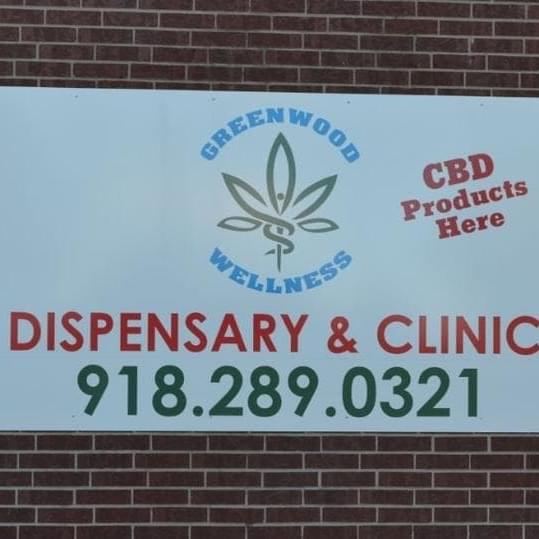 GREENWOOD
WELLNESS
CBD
Products
Here
DISPENSARY & CLINIC
918.289.0321